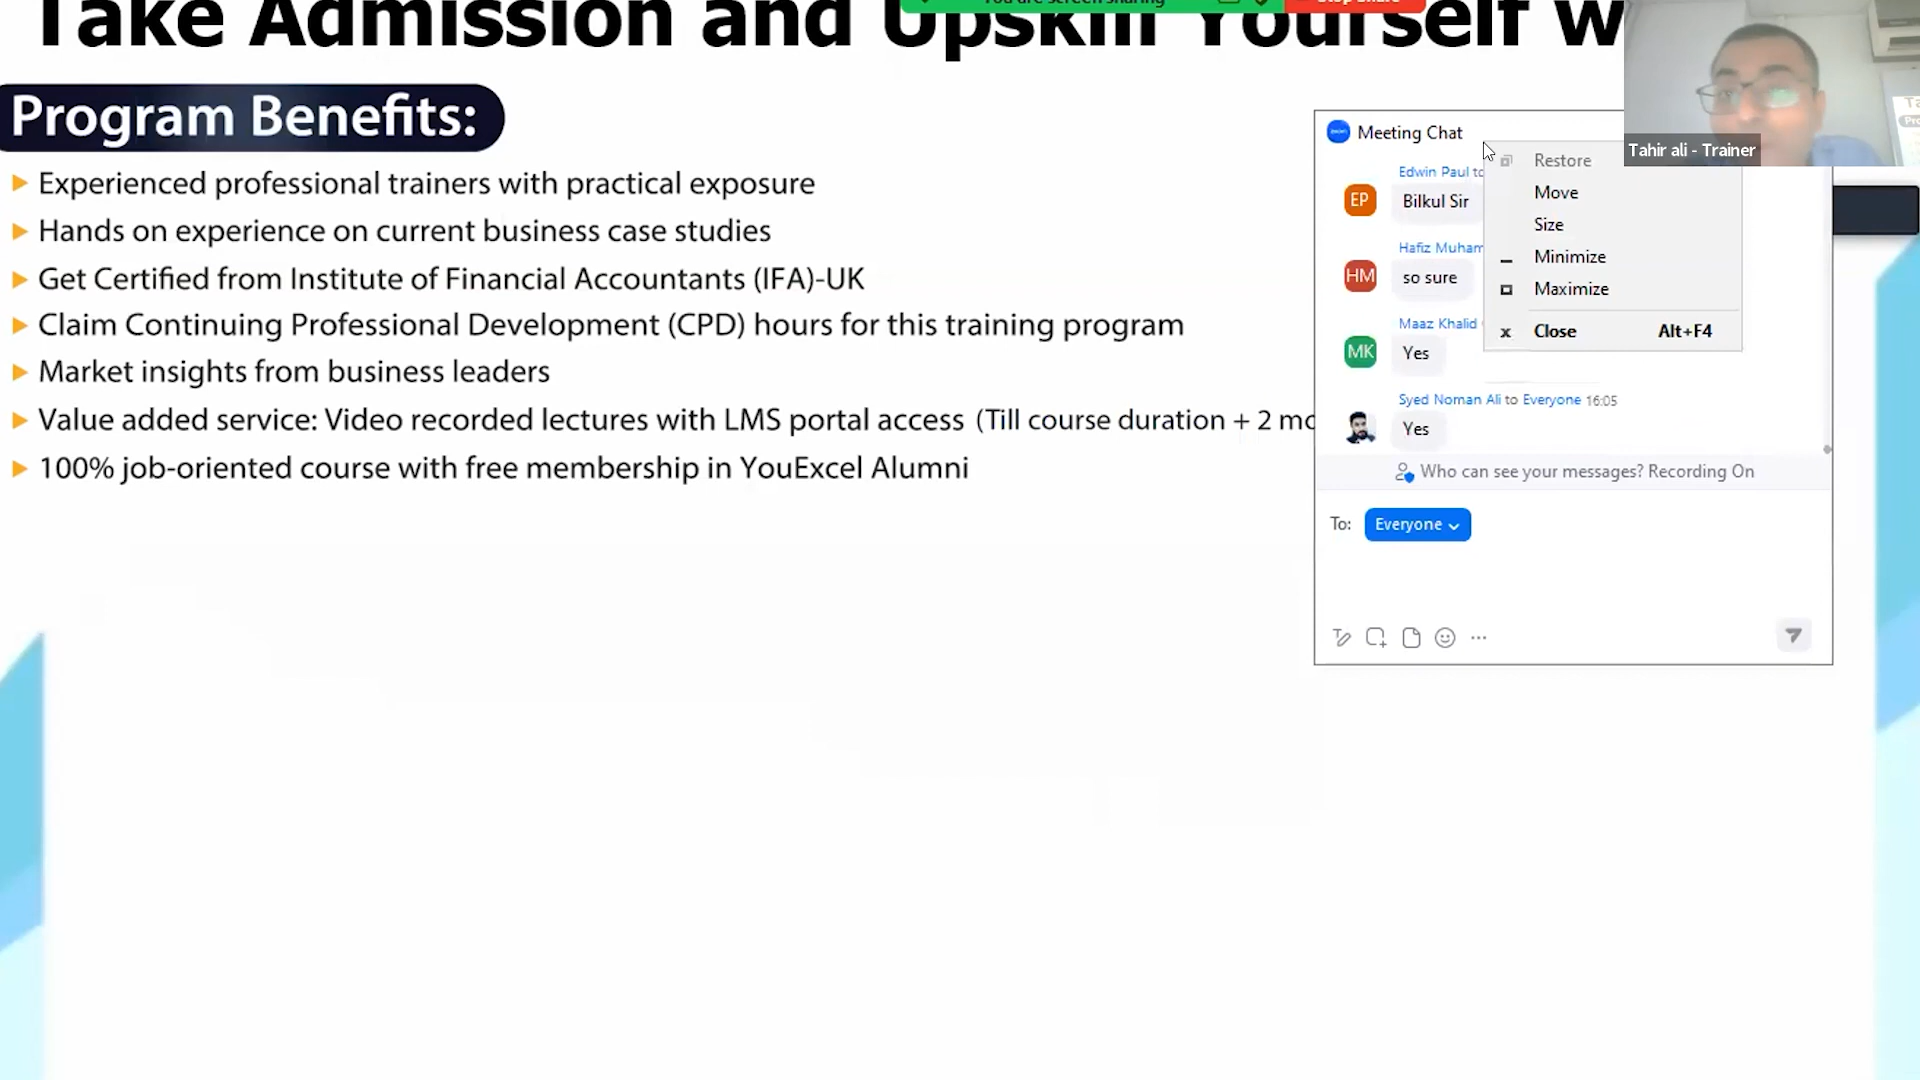 Take Admission and Upskill Yourself w
You are screen sharing
Stop Share
Program Benefits:
Experienced professional trainers with practical exposure
Hands on experience on current business case studies
Get Certified from Institute of Financial Accountants (IFA)-UK
Claim Continuing Professional Development (CPD) hours for this training program
Market insights from business leaders
Value added service: Video recorded lectures with LMS portal access (Till course duration + 2 mo
100% job-oriented course with free membership in YouExcel Alumni
Meeting Chat
Edwin Paul to
EP
Bilkul Sir
Hafiz Muham
HM
so sure
Maaz Khalid
MK
Yes
Syed Noman Ali to Everyone 16:05
Yes
Who can see your messages? Recording On
To: Everyone
Restore
Move
Size
Minimize
Maximize
Close Alt+F4
Tahir ali - Trainer